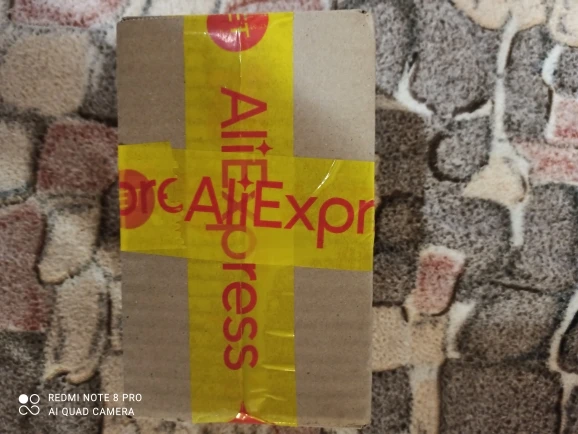 AliExpress
AliExpr
REDMI NOTE 8 PRO
AI QUAD CAMERA